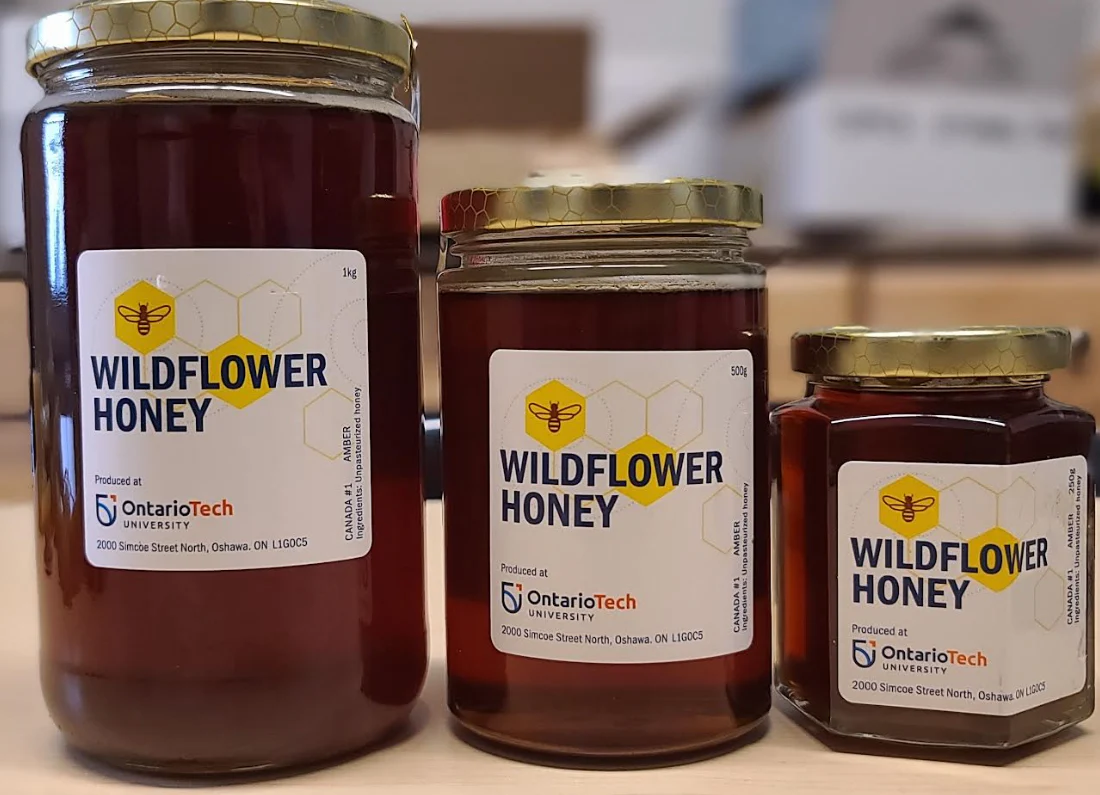 1kg
WILDFLOWER
HONEY
Produced at
OntarioTech
UNIVERSITY
2000 Simcoe Street North, Oshawa. ON L1G0C5
CANADA #1 AMBER
Ingredients: Unpasteurized honey
500g
WILDFLOWER
HONEY
Produced at
OntarioTech
UNIVERSITY
2000 Simcoe Street North, Oshawa. ON L1G0C5
CANADA #1 AMBER
Ingredients: Unpasteurized honey
WILDFLOWER
HONEY
Produced at
OntarioTech
UNIVERSITY
2000 Simcoe Street North, Oshawa. ON L1G0C5
CANADA #1 AMBER 250g
Ingredients: Unpasteurized honey